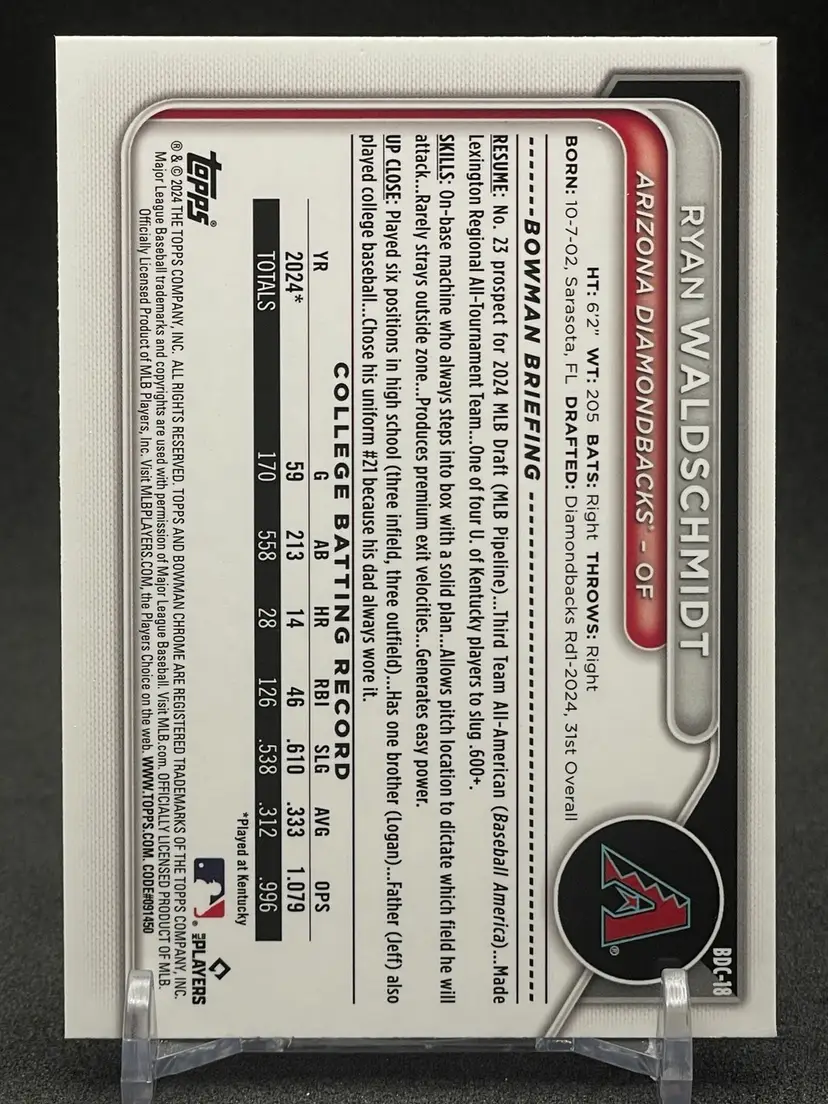 BDC-18
RYAN WALDSCHMIDT
ARIZONA DIAMONDBACKS® - OF
HT: 6'2" WT: 205 BATS: Right THROWS: Right
BORN: 10-7-02, Sarasota, FL DRAFTED: Diamondbacks Rd1-2024, 31st Overall
BOWMAN BRIEFING
RESUME: No. 23 prospect for 2024 MLB Draft (MLB Pipeline)...Third Team All-American (Baseball America)...Made
Lexington Regional All-Tournament Team...One of four U. of Kentucky players to slug .600+.
SKILLS: On-base machine who always steps into box with a solid plan...Allows pitch location to dictate which field he will
attack...Rarely strays outside zone...Produces premium exit velocities...Generates easy power.
UP CLOSE: Played six positions in high school (three infield, three outfield)...Has one brother (Logan)...Father (Jeff) also
played college baseball...Chose his uniform #21 because his dad always wore it.
COLLEGE BATTING RECORD
YR G AB HR RBI SLG AVG OPS
2024* 59 213 14 46 .610 .333 1.079
TOTALS 170 558 28 126 .538 .312 .996
*Played at Kentucky
topps®
MLB PLAYERS
® & © 2024 THE TOPPS COMPANY, INC. ALL RIGHTS RESERVED. TOPPS AND BOWMAN CHROME ARE REGISTERED TRADEMARKS OF THE TOPPS COMPANY, INC.
Major League Baseball trademarks and copyrights are used with permission of Major League Baseball. Visit MLB.com. OFFICIALLY LICENSED PRODUCT OF MLB.
Officially Licensed Product of MLB Players, Inc. Visit MLBPLAYERS.COM, the Players Choice on the web. WWW.TOPPS.COM. CODE#091450